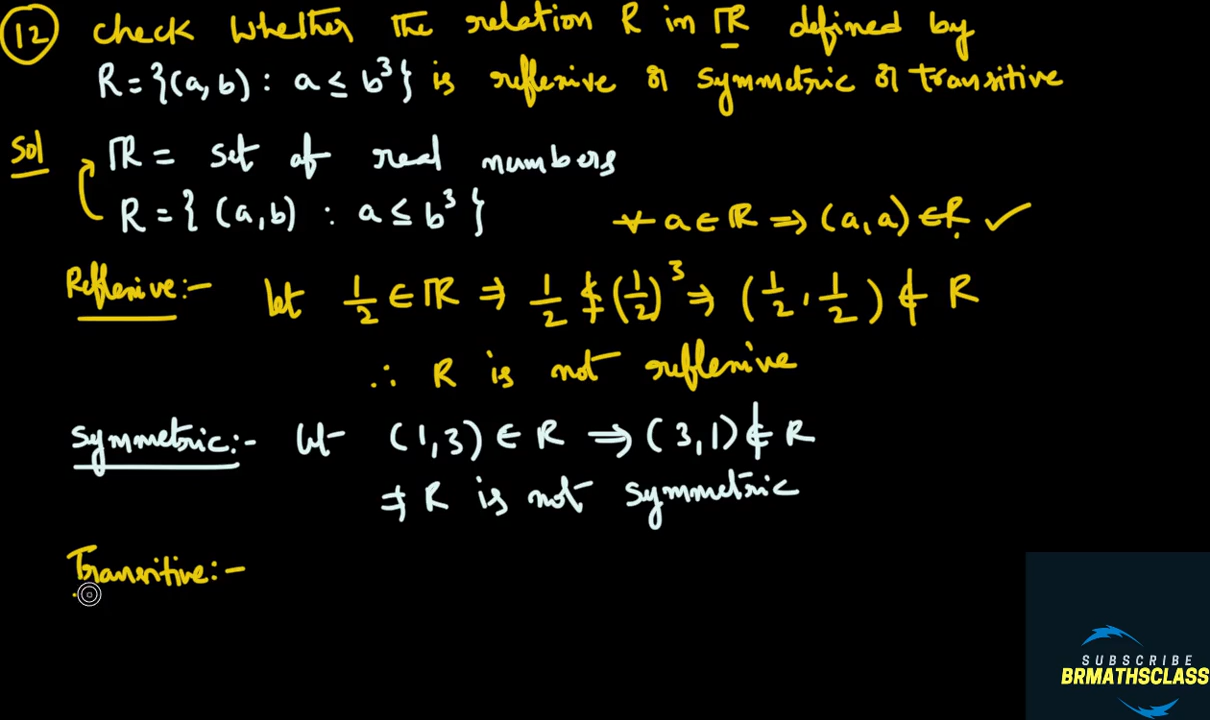 12 check whether the relation R in ℝ defined by
R = {(a, b) : a ≤ b³} is reflexive or symmetric or transitive
Sol
ℝ = set of real numbers
R = { (a, b) : a ≤ b³ }
∀ a ∈ ℝ ⇒ (a, a) ∈ R ✓
Reflexive:- let 1/2 ∈ ℝ ⇒ 1/2 ≰ (1/2)³ ⇒ (1/2, 1/2) ∉ R
∴ R is not reflexive
Symmetric:- let (1, 3) ∈ R ⇒ (3, 1) ∉ R
⇒ R is not symmetric
Transitive:-
SUBSCRIBE
BRMATHSCLASS